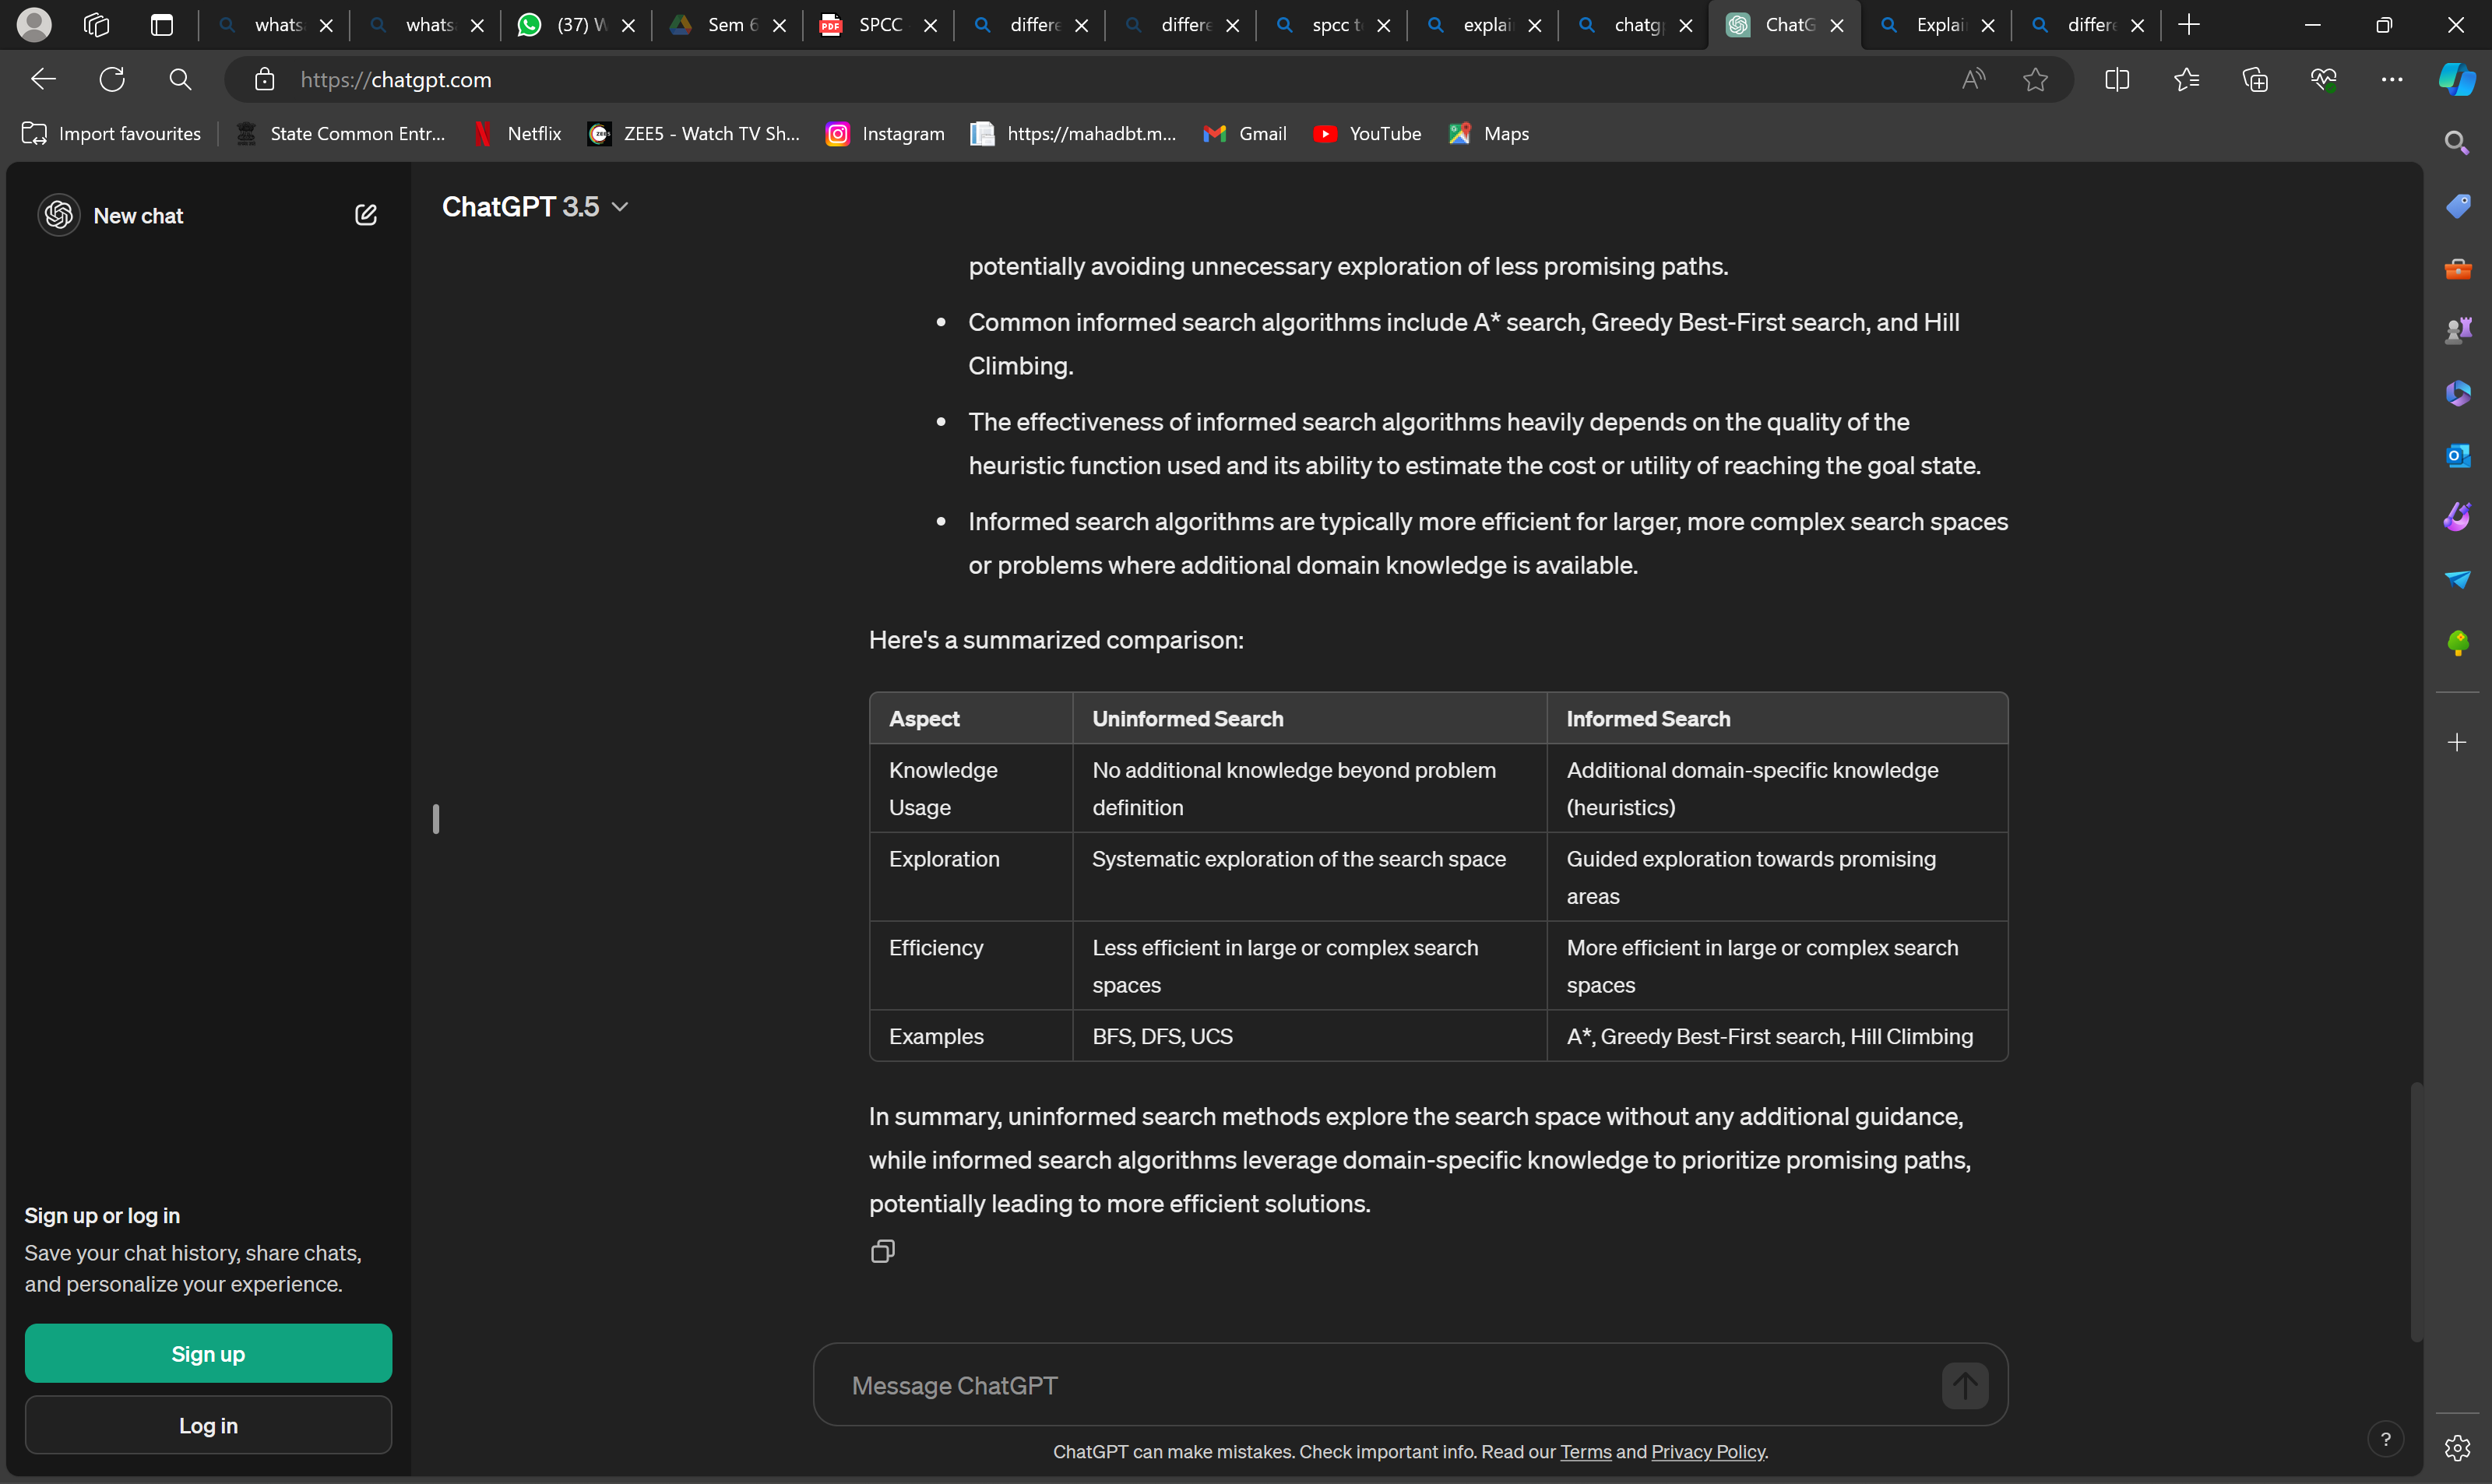 whats
whats
(37) W
Sem 6
SPCC
differe
differe
spcc t
explai
chatg
ChatG
Explai
differe
https://chatgpt.com
Import favourites
State Common Entr...
Netflix
ZEE5 - Watch TV Sh...
Instagram
https://mahadbt.m...
Gmail
YouTube
Maps
New chat
ChatGPT 3.5
potentially avoiding unnecessary exploration of less promising paths.
• Common informed search algorithms include A* search, Greedy Best-First search, and Hill
Climbing.
• The effectiveness of informed search algorithms heavily depends on the quality of the
heuristic function used and its ability to estimate the cost or utility of reaching the goal state.
• Informed search algorithms are typically more efficient for larger, more complex search spaces
or problems where additional domain knowledge is available.
Here's a summarized comparison:
Aspect Uninformed Search Informed Search
Knowledge No additional knowledge beyond problem Additional domain-specific knowledge
Usage definition (heuristics)
Exploration Systematic exploration of the search space Guided exploration towards promising
areas
Efficiency Less efficient in large or complex search More efficient in large or complex search
spaces spaces
Examples BFS, DFS, UCS A*, Greedy Best-First search, Hill Climbing
In summary, uninformed search methods explore the search space without any additional guidance,
while informed search algorithms leverage domain-specific knowledge to prioritize promising paths,
potentially leading to more efficient solutions.
Sign up or log in
Save your chat history, share chats,
and personalize your experience.
Sign up
Log in
Message ChatGPT
ChatGPT can make mistakes. Check important info. Read our Terms and Privacy Policy.
?